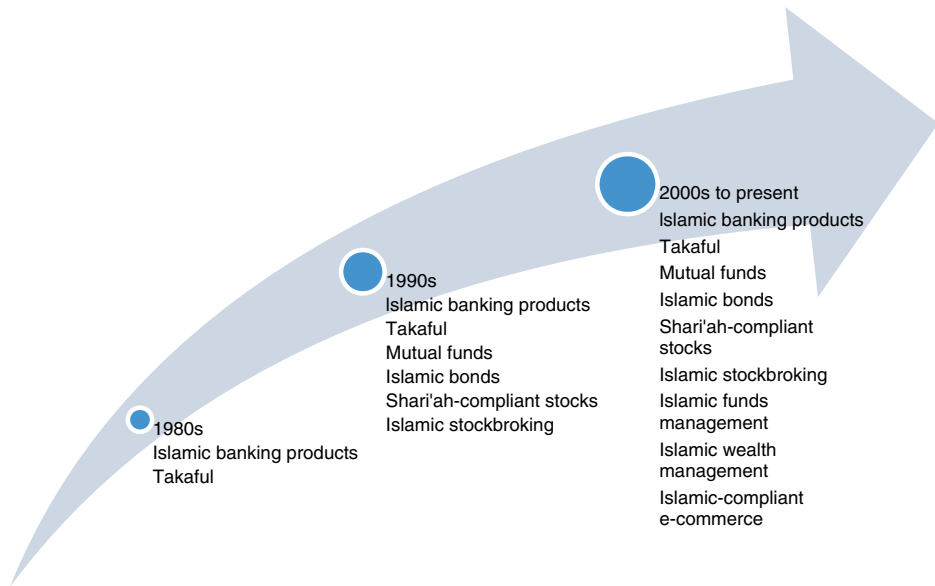 1980s
Islamic banking products
Takaful
1990s
Islamic banking products
Takaful
Mutual funds
Islamic bonds
Shari'ah-compliant stocks
Islamic stockbroking
2000s to present
Islamic banking products
Takaful
Mutual funds
Islamic bonds
Shari'ah-compliant
stocks
Islamic stockbroking
Islamic funds
management
Islamic wealth
management
Islamic-compliant
e-commerce